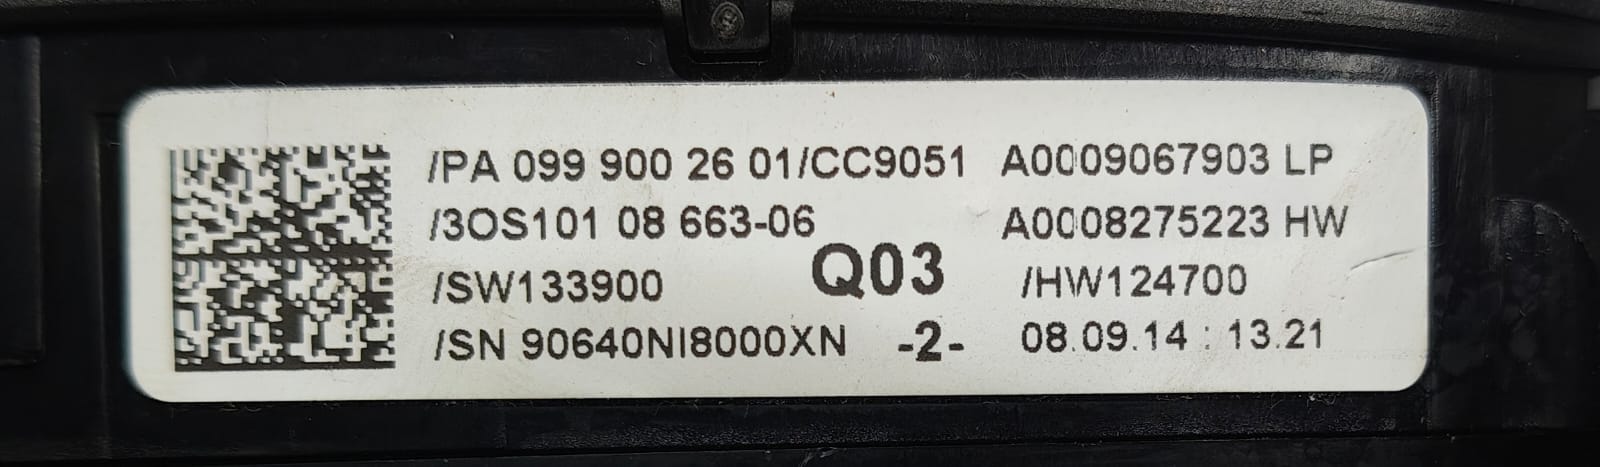 /PA 099 900 26 01/CC9051 A0009067903 LP
/3OS101 08 663-06 A0008275223 HW
/SW133900 Q03 /HW124700
/SN 90640NI8000XN -2- 08.09.14 : 13.21